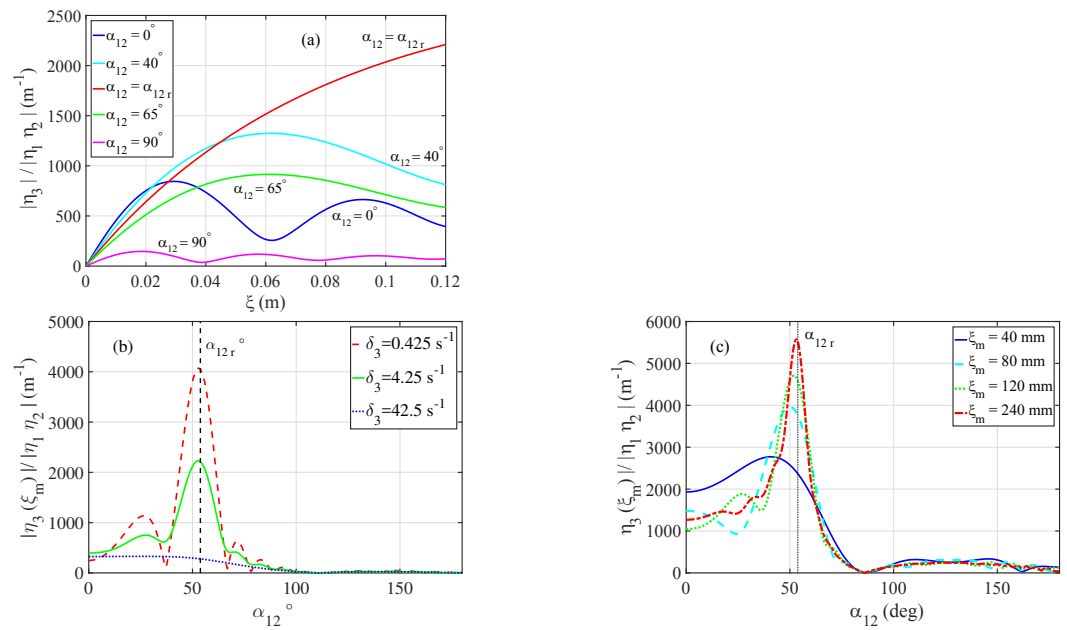 2500
2000
1500
1000
500
0
|η₃| / |η₁ η₂| (m⁻¹)
α₁₂ = 0°
α₁₂ = 40°
α₁₂ = α₁₂ ᵣ
α₁₂ = 65°
α₁₂ = 90°
(a)
α₁₂ = α₁₂ ᵣ
α₁₂ = 40°
α₁₂ = 65°
α₁₂ = 0°
α₁₂ = 90°
0 0.02 0.04 0.06 0.08 0.1 0.12
ξ (m)
5000
4000
3000
2000
1000
0
|η₃ (ξₘ)|/ |η₁ η₂ | (m⁻¹)
(b)
α₁₂ ᵣ °
δ₃=0.425 s⁻¹
δ₃=4.25 s⁻¹
δ₃=42.5 s⁻¹
0 50 100 150
α₁₂ °
6000
5000
4000
3000
2000
1000
0
η₃ (ξₘ)|/ |η₁ η₂ | (m⁻¹)
(c)
α₁₂ ᵣ
ξₘ = 40 mm
ξₘ = 80 mm
ξₘ = 120 mm
ξₘ = 240 mm
0 50 100 150
α₁₂ (deg)